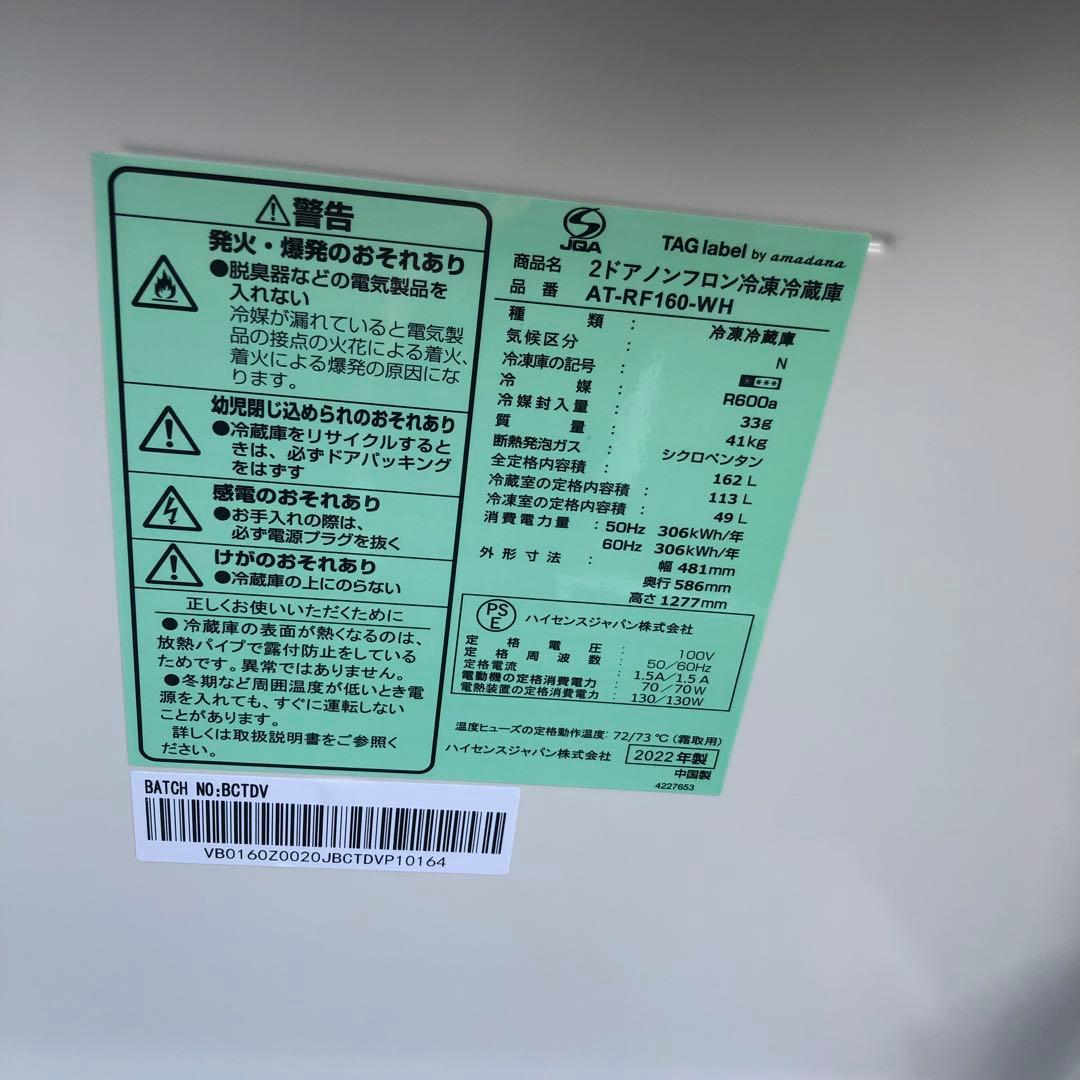 ⚠警告
発火・爆発のおそれあり
●脱臭器などの電気製品を
入れない
冷媒が漏れていると電気製
品の接点の火花による着火、
着火による爆発の原因にな
ります。
幼児閉じ込められのおそれあり
●冷蔵庫をリサイクルすると
きは、必ずドアパッキング
をはずす
感電のおそれあり
●お手入れの際は、
必ず電源プラグを抜く
けがのおそれあり
●冷蔵庫の上にのらない
正しくお使いいただくために
●冷蔵庫の表面が熱くなるのは、
放熱パイプで露付防止をしている
ためです。異常ではありません。
●冬期など周囲温度が低いとき電
源を入れても、すぐに運転しない
ことがあります。
詳しくは取扱説明書をご参照く
ださい。
JQA
TAG label by amadana
商品名 2ドアノンフロン冷凍冷蔵庫
品番 AT-RF160-WH
種類 : 冷凍冷蔵庫
気候区分 : N
冷凍庫の記号 : ****
冷媒 : R600a
冷媒封入量 : 33g
質量 : 41kg
断熱発泡ガス : シクロペンタン
全定格内容積 : 162 L
冷蔵室の定格内容積 : 113 L
冷凍室の定格内容積 : 49 L
消費電力量 : 50Hz 306kWh/年
60Hz 306kWh/年
外形寸法 : 幅 481mm
奥行 586mm
高さ 1277mm
PSE ハイセンスジャパン株式会社
定格電圧 : 100V
定格周波数 : 50/60Hz
定格電流 : 1.5A/1.5A
電動機の定格消費電力 : 70/70W
電熱装置の定格消費電力 : 130/130W
温度ヒューズの定格動作温度: 72/73℃(霜取用)
ハイセンスジャパン株式会社 2022年製
中国製
4227653
BATCH NO:BCTDV
VB0160Z0020JBCTDVP10164